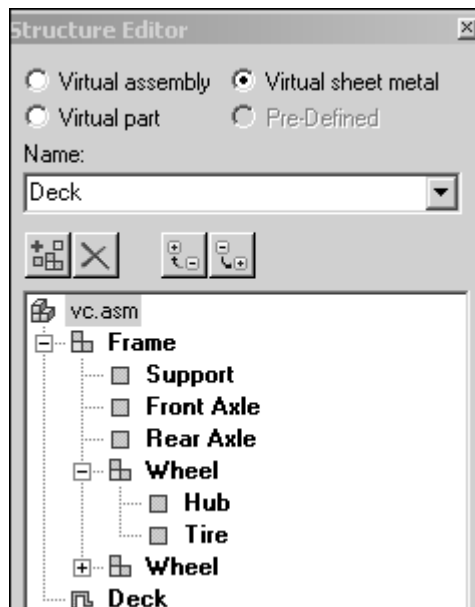 Structure Editor
Virtual assembly Virtual sheet metal
Virtual part Pre-Defined
Name:
Deck
vc.asm
Frame
Support
Front Axle
Rear Axle
Wheel
Hub
Tire
Wheel
Deck